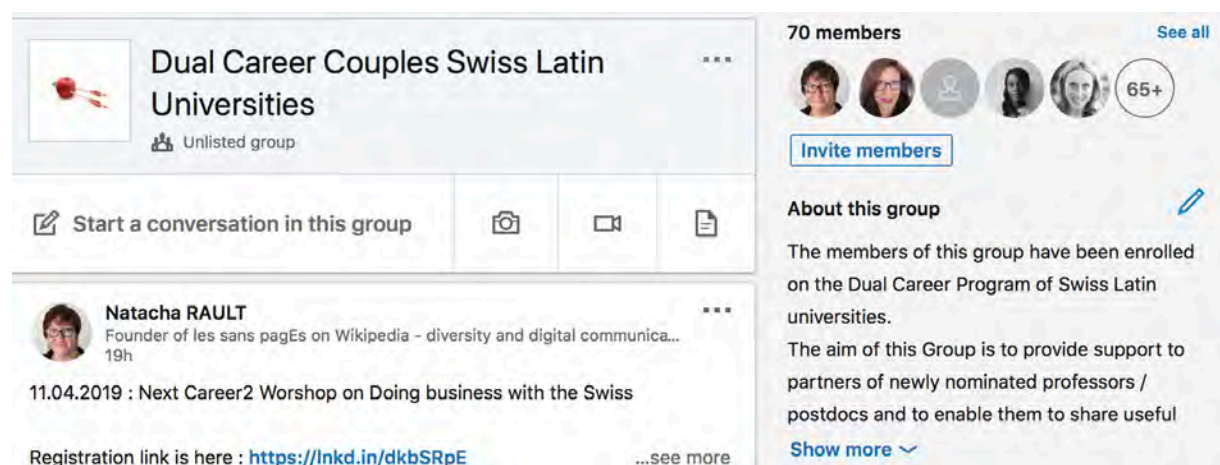 Dual Career Couples Swiss Latin
Universities
Unlisted group
Start a conversation in this group
Natacha RAULT
Founder of les sans pagEs on Wikipedia - diversity and digital communica...
19h
11.04.2019 : Next Career2 Worshop on Doing business with the Swiss
Registration link is here : https://lnkd.in/dkbSRpE
...see more
70 members
See all
65+
Invite members
About this group
The members of this group have been enrolled
on the Dual Career Program of Swiss Latin
universities.
The aim of this Group is to provide support to
partners of newly nominated professors /
postdocs and to enable them to share useful
Show more